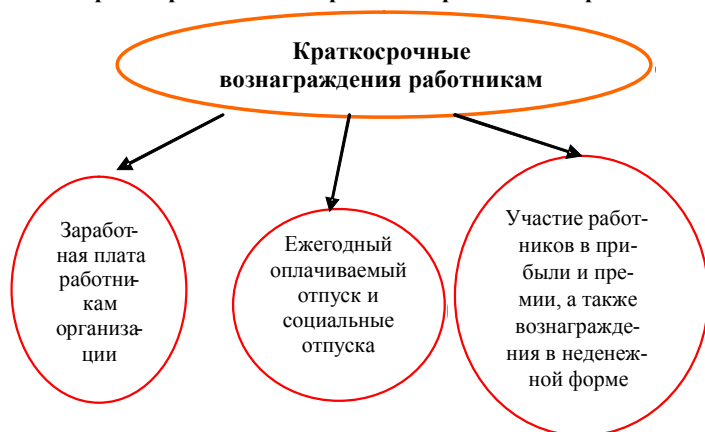 Краткосрочные
вознаграждения работникам
Заработ-
ная плата
работни-
кам
организа-
ции
Ежегодный
оплачиваемый
отпуск и
социальные
отпуска
Участие работ-
ников в при-
были и пре-
мии, а также
вознагражде-
ния в неденеж-
ной форме